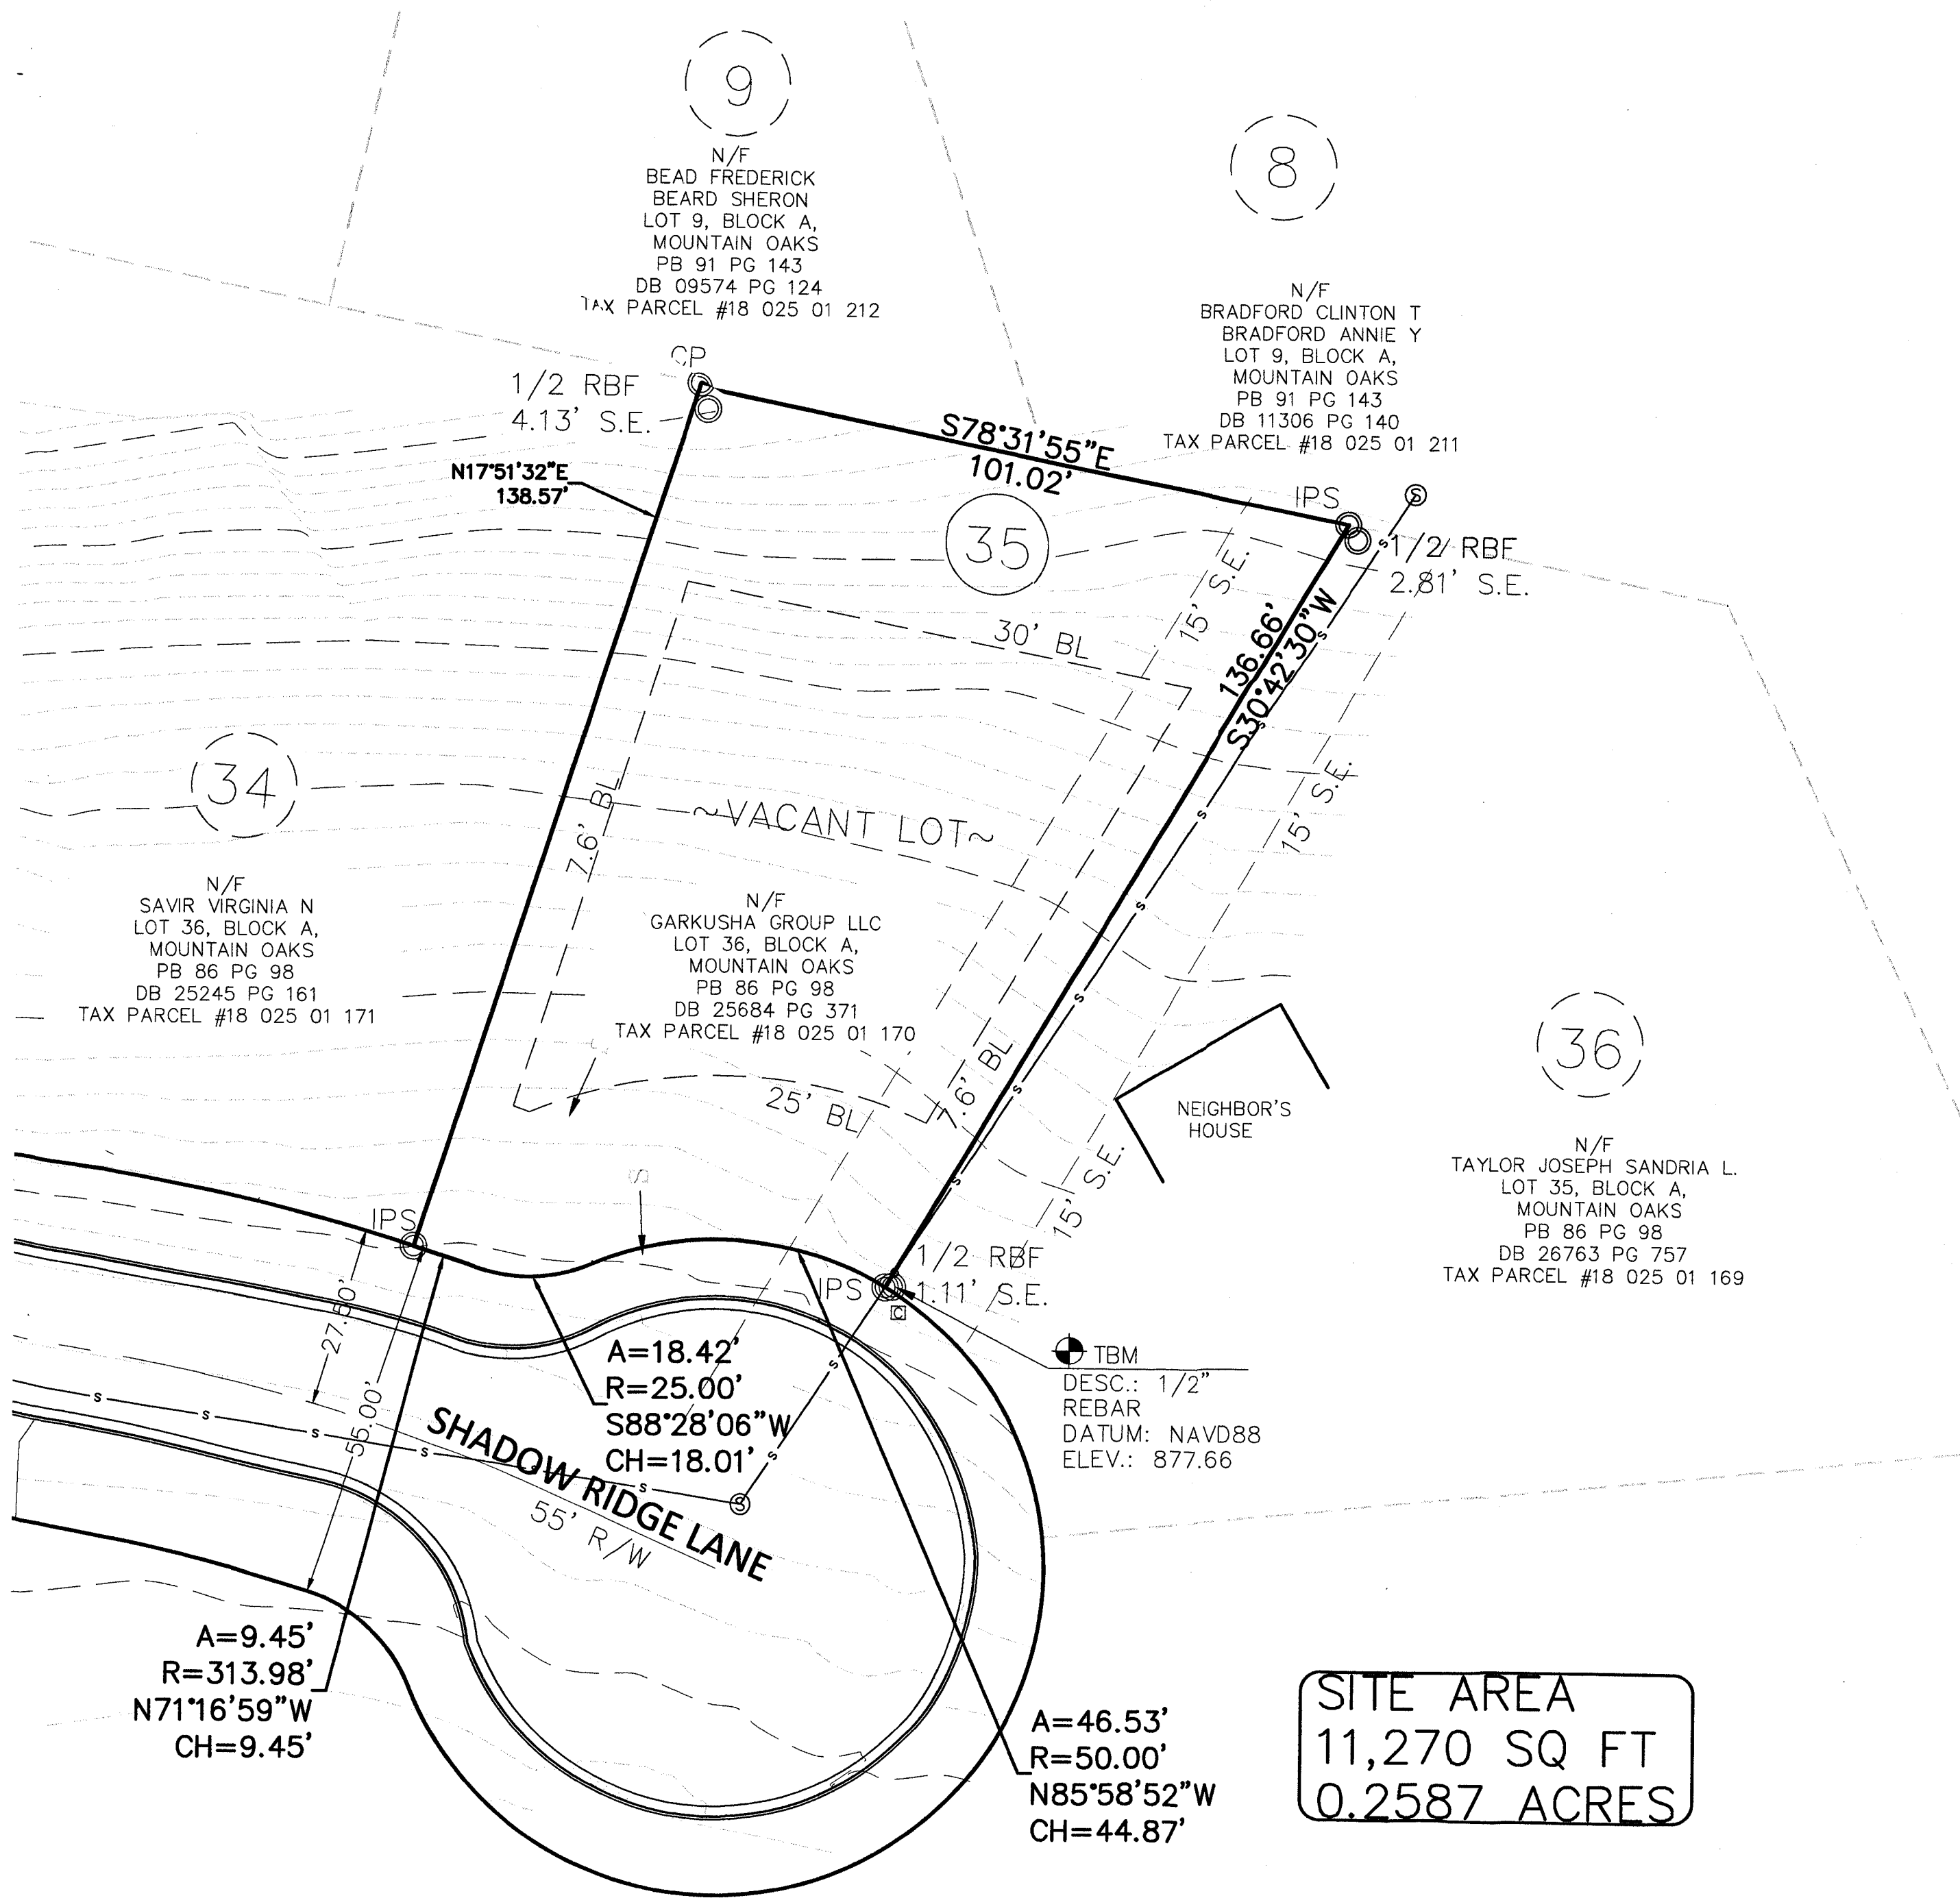 9
N/F
BEAD FREDERICK
BEARD SHERON
LOT 9, BLOCK A,
MOUNTAIN OAKS
PB 91 PG 143
DB 09574 PG 124
TAX PARCEL #18 025 01 212
8
N/F
BRADFORD CLINTON T
BRADFORD ANNIE Y
LOT 9, BLOCK A,
MOUNTAIN OAKS
PB 91 PG 143
DB 11306 PG 140
TAX PARCEL #18 025 01 211
CP
1/2 RBF
4.13' S.E.
N17°51'32"E
138.57'
S78°31'55"E
101.02'
IPS
S
1/2 RBF
2.81' S.E.
35
15' S.E.
30' BL
136.66'
S30°42'30"W
15' S.E.
34
7.6' BL
~VACANT LOT~
N/F
SAVIR VIRGINIA N
LOT 36, BLOCK A,
MOUNTAIN OAKS
PB 86 PG 98
DB 25245 PG 161
TAX PARCEL #18 025 01 171
N/F
GARKUSHA GROUP LLC
LOT 36, BLOCK A,
MOUNTAIN OAKS
PB 86 PG 98
DB 25684 PG 371
TAX PARCEL #18 025 01 170
36
7.6' BL
25' BL
NEIGHBOR'S
HOUSE
N/F
TAYLOR JOSEPH SANDRIA L.
LOT 35, BLOCK A,
MOUNTAIN OAKS
PB 86 PG 98
DB 26763 PG 757
TAX PARCEL #18 025 01 169
15' S.E.
S
IPS
IPS
1/2 RBF
1.11' S.E.
C
27.50'
55.00'
TBM
DESC.: 1/2"
REBAR
DATUM: NAVD88
ELEV.: 877.66
A=18.42'
R=25.00'
S88°28'06"W
CH=18.01'
S
SHADOW RIDGE LANE
55' R/W
A=9.45'
R=313.98'
N71°16'59"W
CH=9.45'
A=46.53'
R=50.00'
N85°58'52"W
CH=44.87'
SITE AREA
11,270 SQ FT
0.2587 ACRES